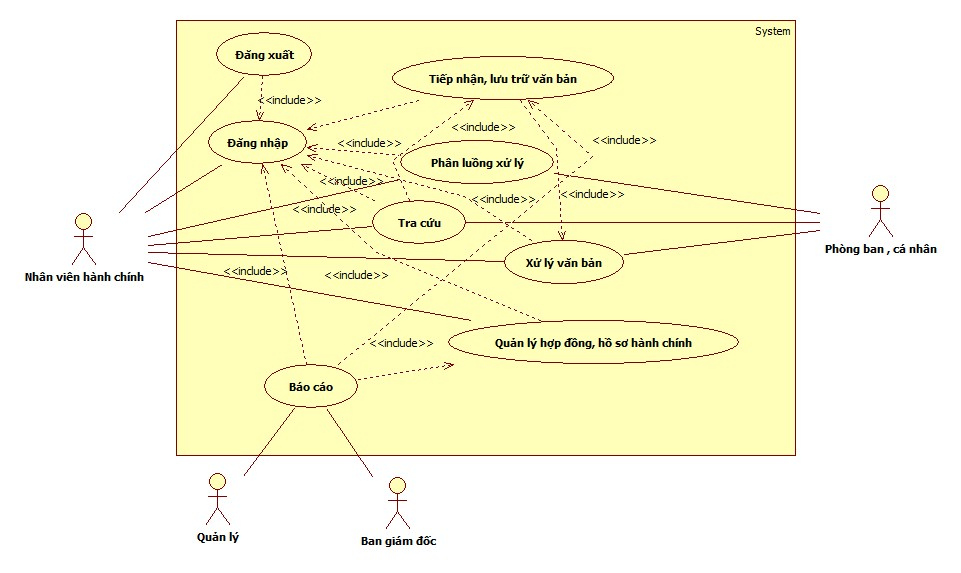 System
Đăng xuất
Tiếp nhận, lưu trữ văn bản
<<include>>
<<include>>
Đăng nhập
<<include>>
<<include>>
Phân luồng xử lý
<<include>>
<<include>>
<<include>>
<<include>>
Tra cứu
Phòng ban , cá nhân
Nhân viên hành chính
<<include>>
<<include>>
Xử lý văn bản
<<include>>
Quản lý hợp đồng, hồ sơ hành chính
Báo cáo
Quản lý
Ban giám đốc